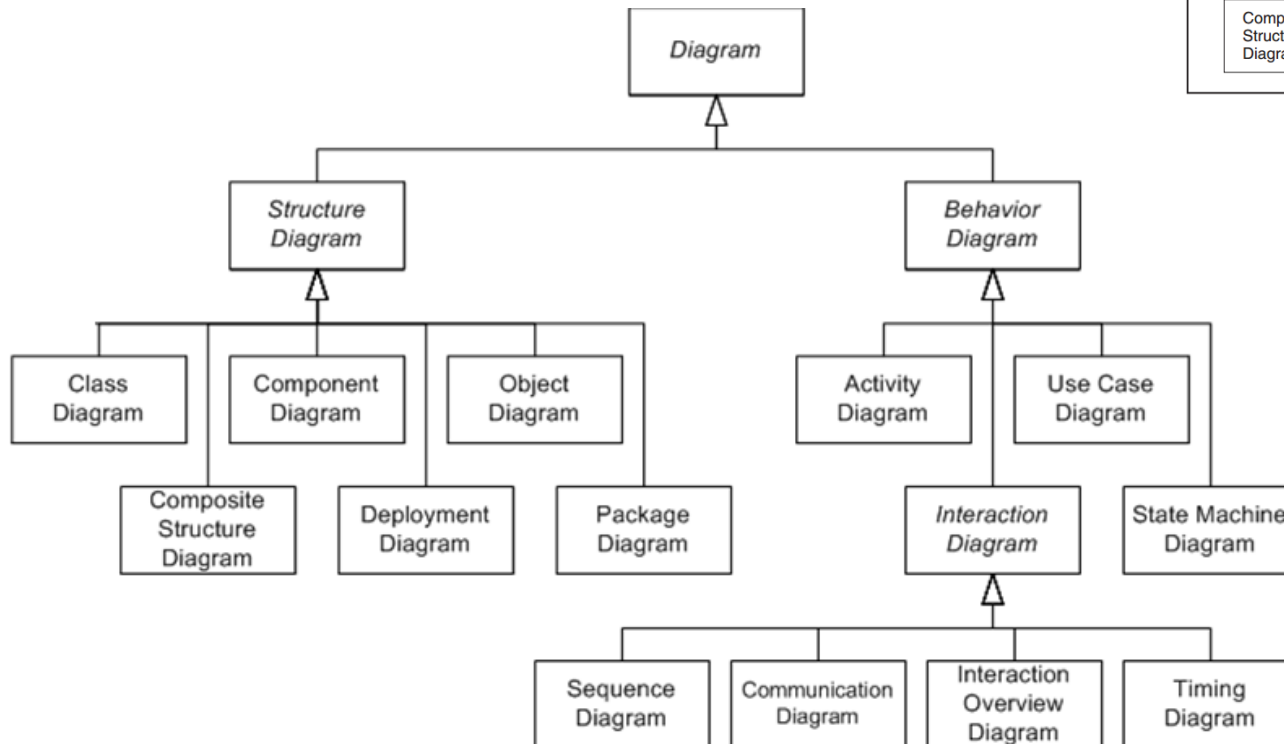 Diagram
Structure
Diagram
Behavior
Diagram
Class
Diagram
Component
Diagram
Object
Diagram
Activity
Diagram
Use Case
Diagram
Composite
Structure
Diagram
Deployment
Diagram
Package
Diagram
Interaction
Diagram
State Machine
Diagram
Sequence
Diagram
Communication
Diagram
Interaction
Overview
Diagram
Timing
Diagram